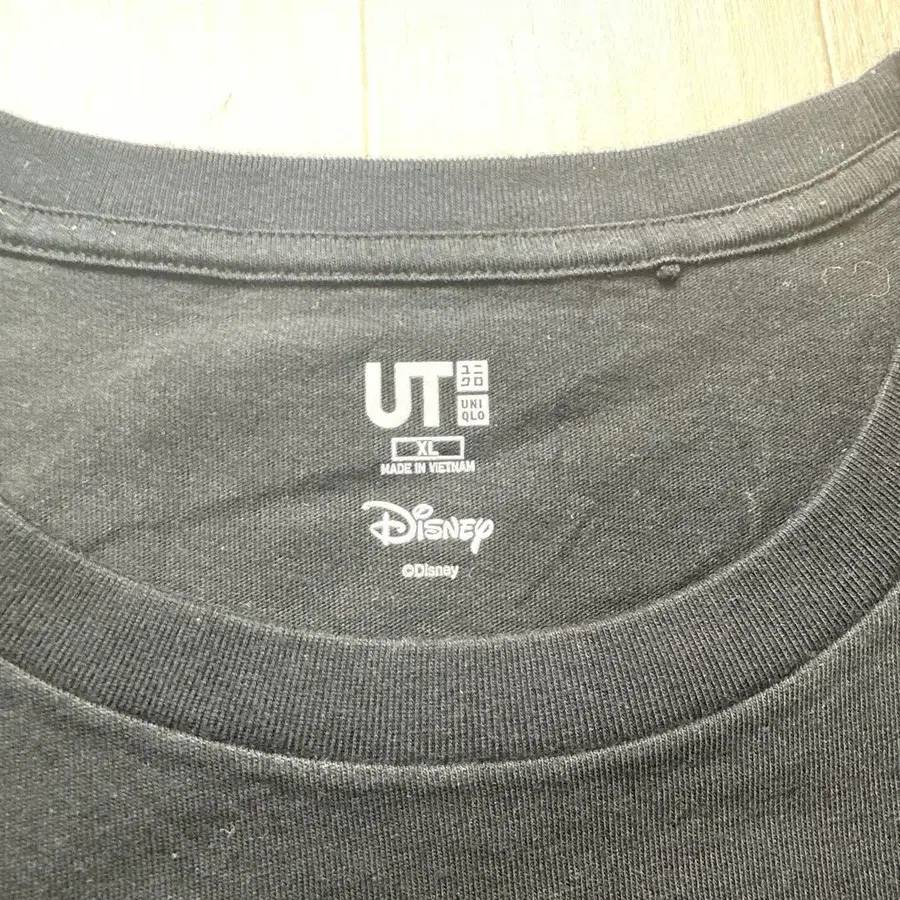 UT
ユニ
クロ
UNI
QLO
XL
MADE IN VIETNAM
Disney
©Disney